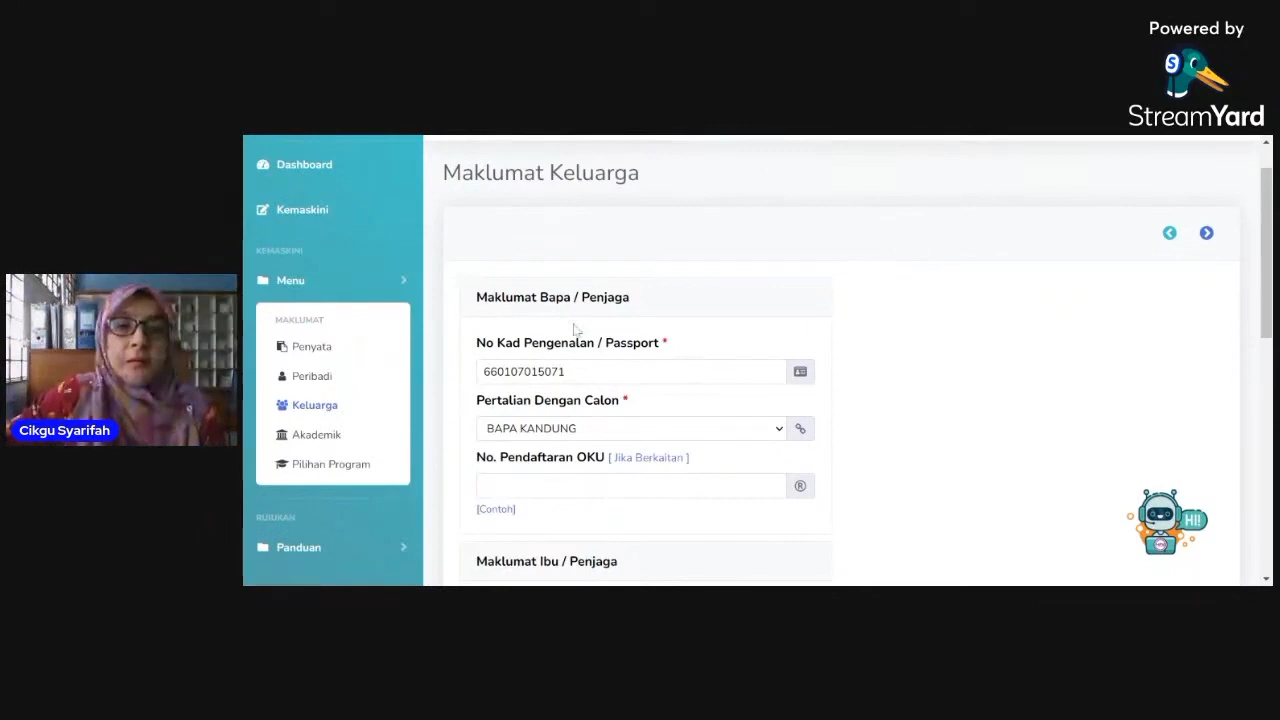 Powered by
StreamYard
Dashboard
Kemaskini
KEMASKINI
Menu
MAKLUMAT
Penyata
Peribadi
Keluarga
Akademik
Pilihan Program
RUJUKAN
Panduan
Maklumat Keluarga
Maklumat Bapa / Penjaga
No Kad Pengenalan / Passport *
660107015071
Pertalian Dengan Calon *
BAPA KANDUNG
No. Pendaftaran OKU [ Jika Berkaitan ]
[Contoh]
Maklumat Ibu / Penjaga
HI!
Cikgu Syarifah